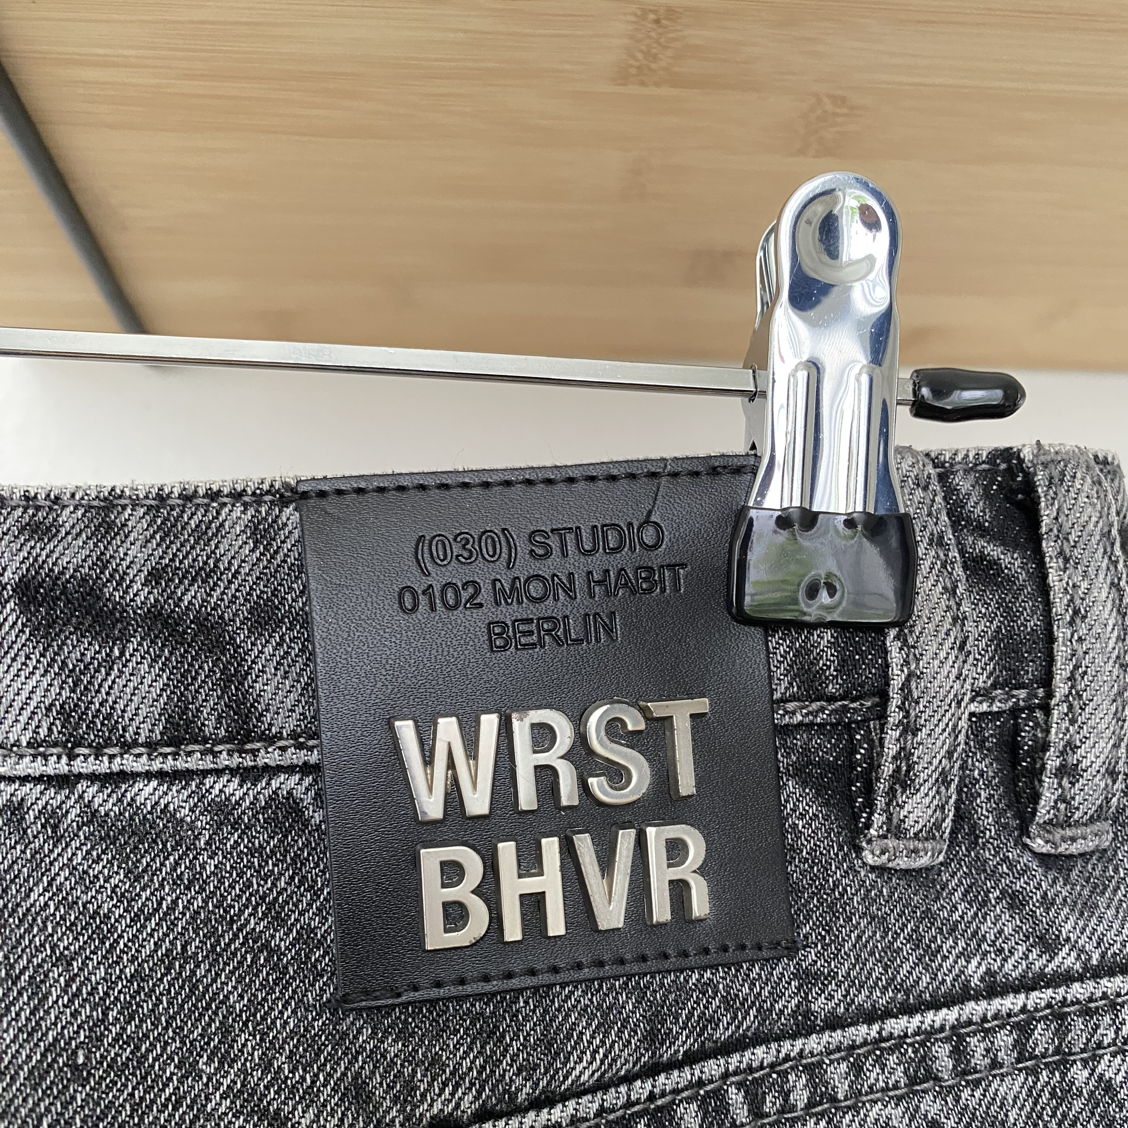 (030) STUDIO
0102 MON HABIT
BERLIN
WRST
BHVR